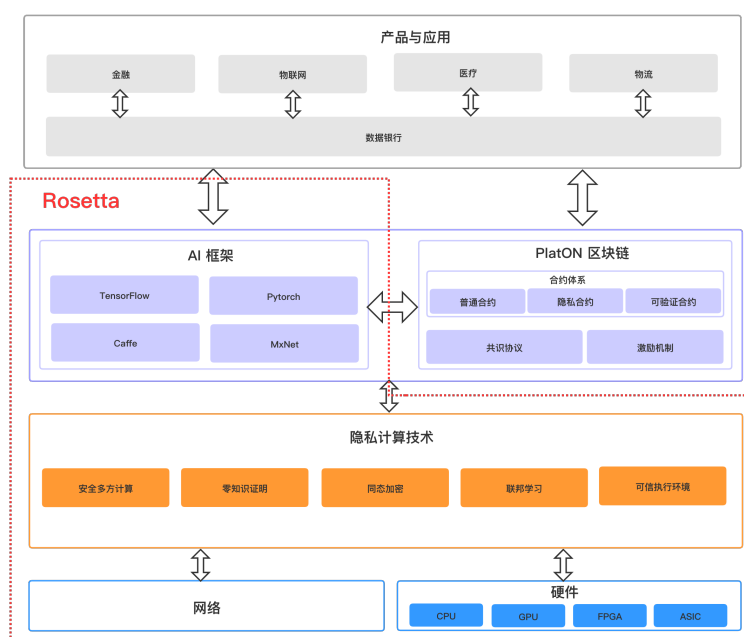 产品与应用
金融
物联网
医疗
物流
数据银行
Rosetta
AI 框架
TensorFlow
Pytorch
Caffe
MxNet
PlatON 区块链
合约体系
普通合约
隐私合约
可验证合约
共识协议
激励机制
隐私计算技术
安全多方计算
零知识证明
同态加密
联邦学习
可信执行环境
网络
硬件
CPU
GPU
FPGA
ASIC